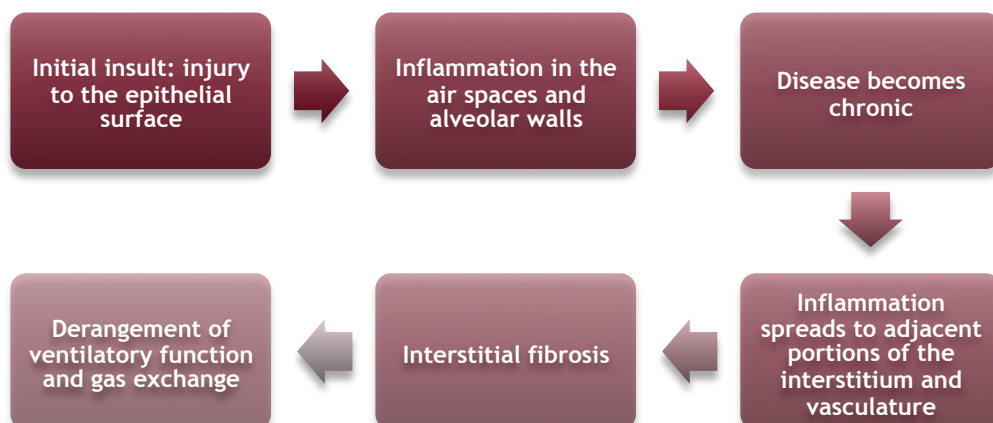 Initial insult: injury
to the epithelial
surface
Inflammation in the
air spaces and
alveolar walls
Disease becomes
chronic
Inflammation
spreads to adjacent
portions of the
interstitium and
vasculature
Interstitial fibrosis
Derangement of
ventilatory function
and gas exchange